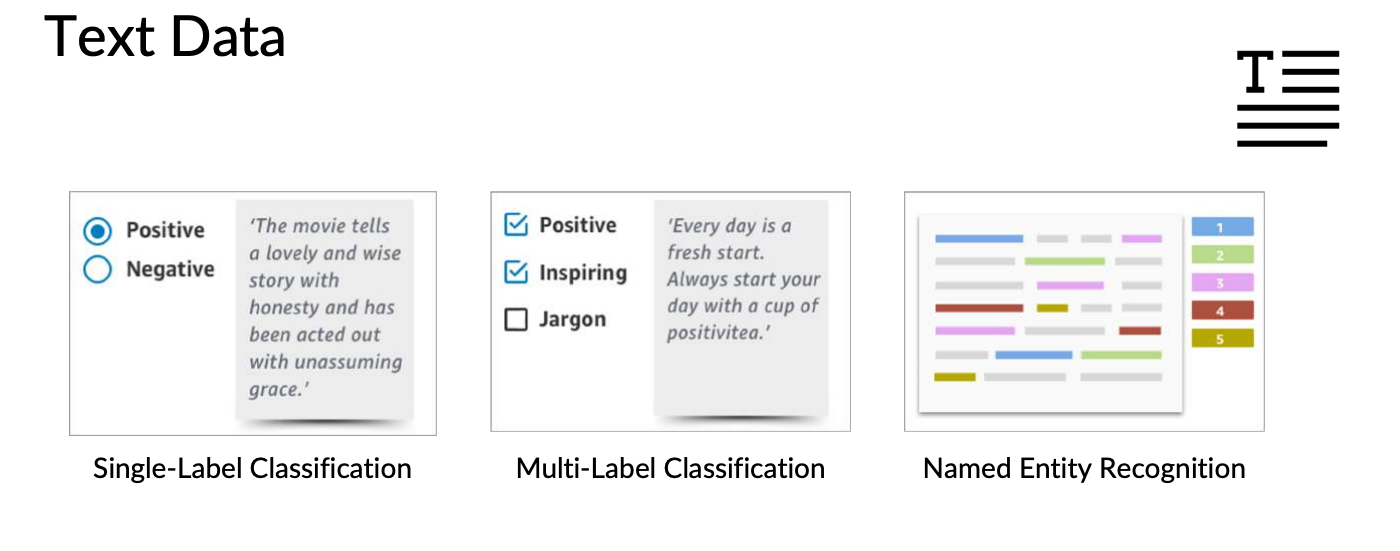 Text Data
T
Positive
Negative
‘The movie tells
a lovely and wise
story with
honesty and has
been acted out
with unassuming
grace.’
Single-Label Classification
Positive
Inspiring
Jargon
‘Every day is a
fresh start.
Always start your
day with a cup of
positivitea.’
Multi-Label Classification
1
2
3
4
5
Named Entity Recognition